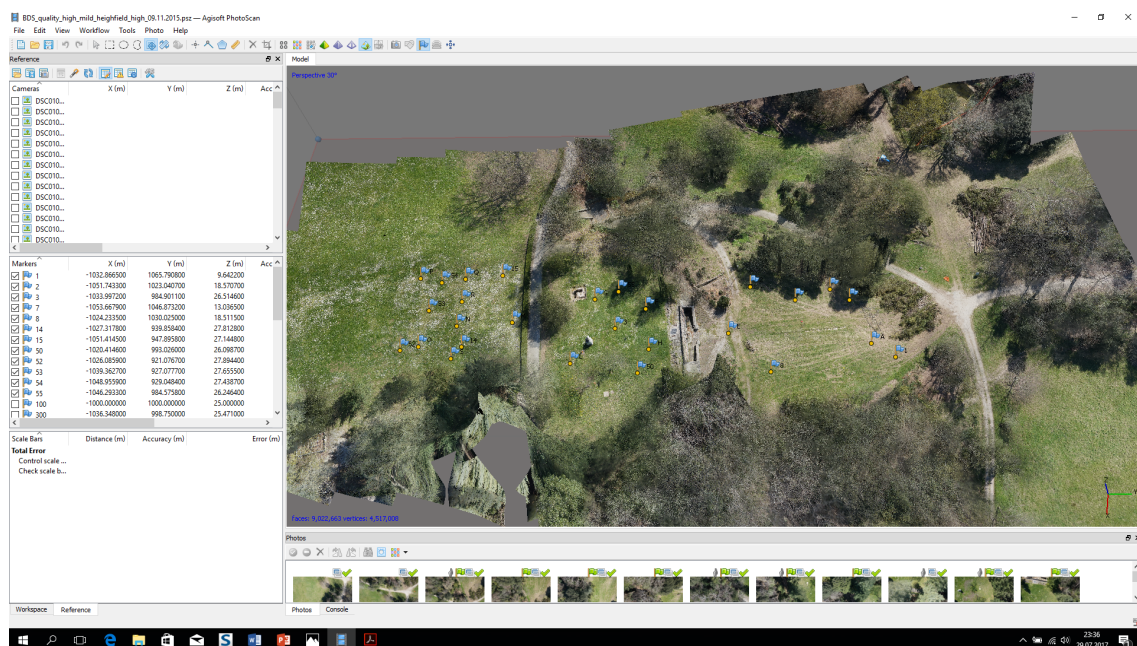 BDS_quality_high_mild_heighfield_high_09.11.2015.psz — Agisoft PhotoScan
File Edit View Workflow Tools Photo Help
Reference
Model
Perspective 30°
Cameras X (m) Y (m) Z (m) Acc
DSC010...
DSC010...
DSC010...
DSC010...
DSC010...
DSC010...
DSC010...
DSC010...
DSC010...
DSC010...
DSC010...
DSC010...
DSC010...
DSC010...
Markers X (m) Y (m) Z (m) Acc
1 -1032.866500 1065.790800 9.642200
2 -1051.743300 1023.040700 18.570700
3 -1033.997200 984.901100 26.514600
7 -1053.667900 1046.873200 13.036500
8 -1024.233500 1030.025000 18.511500
14 -1027.317800 939.858400 27.812800
15 -1051.414500 947.895800 27.144800
50 -1020.414600 993.026000 26.098700
52 -1026.085900 921.076700 27.894400
53 -1039.362700 927.077700 27.655500
54 -1048.955900 929.048400 27.438700
55 -1046.293300 984.575800 26.246400
100 -1000.000000 1000.000000 25.000000
300 -1036.348000 998.750000 25.471000
Scale Bars Distance (m) Accuracy (m) Error (m)
Total Error
Control scale ...
Check scale b...
Faces: 9,022,663 vertices: 4,517,008
Photos
Workspace Reference
Photos Console
23:36
29.07.2017